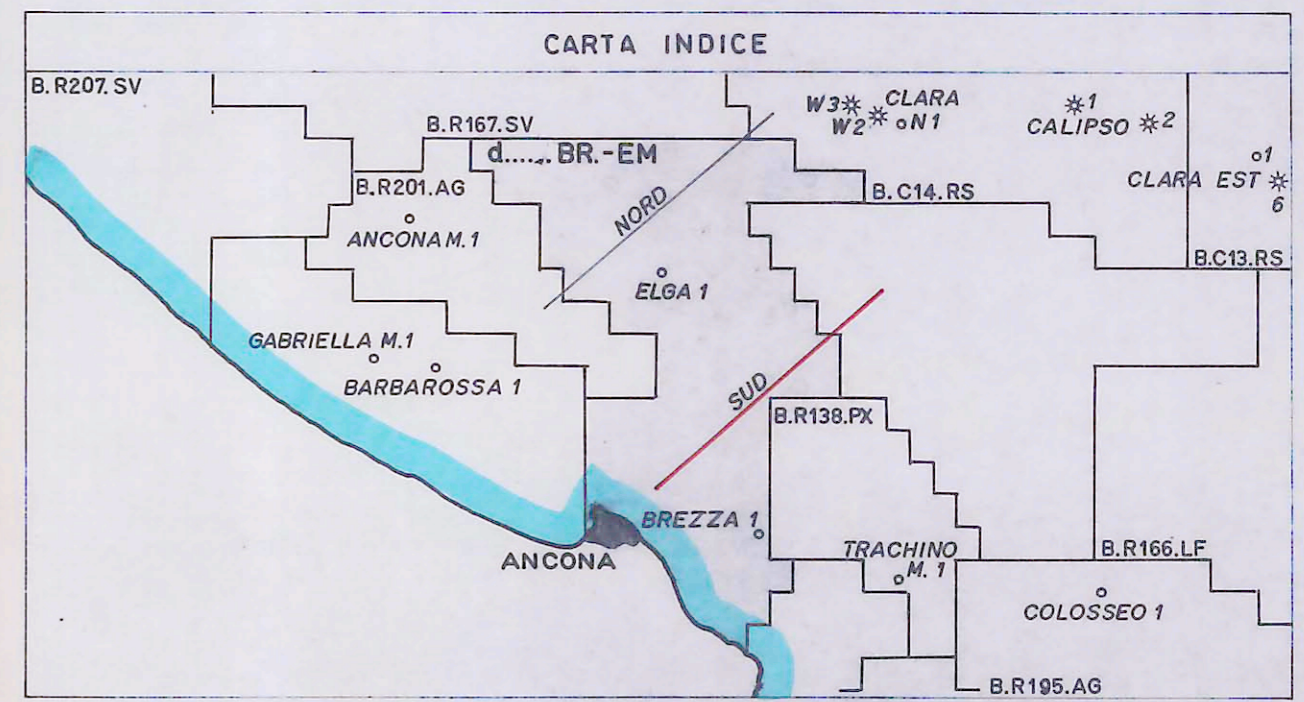 CARTA INDICE
B.R207.SV
W3 CLARA
W2 N1
1
CALIPSO 2
B.R167.SV
d..... BR.-EM
1
CLARA EST
6
B.R201.AG
B.C14.RS
NORD
ANCONA M.1
B.C13.RS
ELGA 1
GABRIELLA M.1
BARBAROSSA 1
SUD
B.R138.PX
BREZZA 1
ANCONA
TRACHINO
M. 1
B.R166.LF
COLOSSEO 1
B.R195.AG